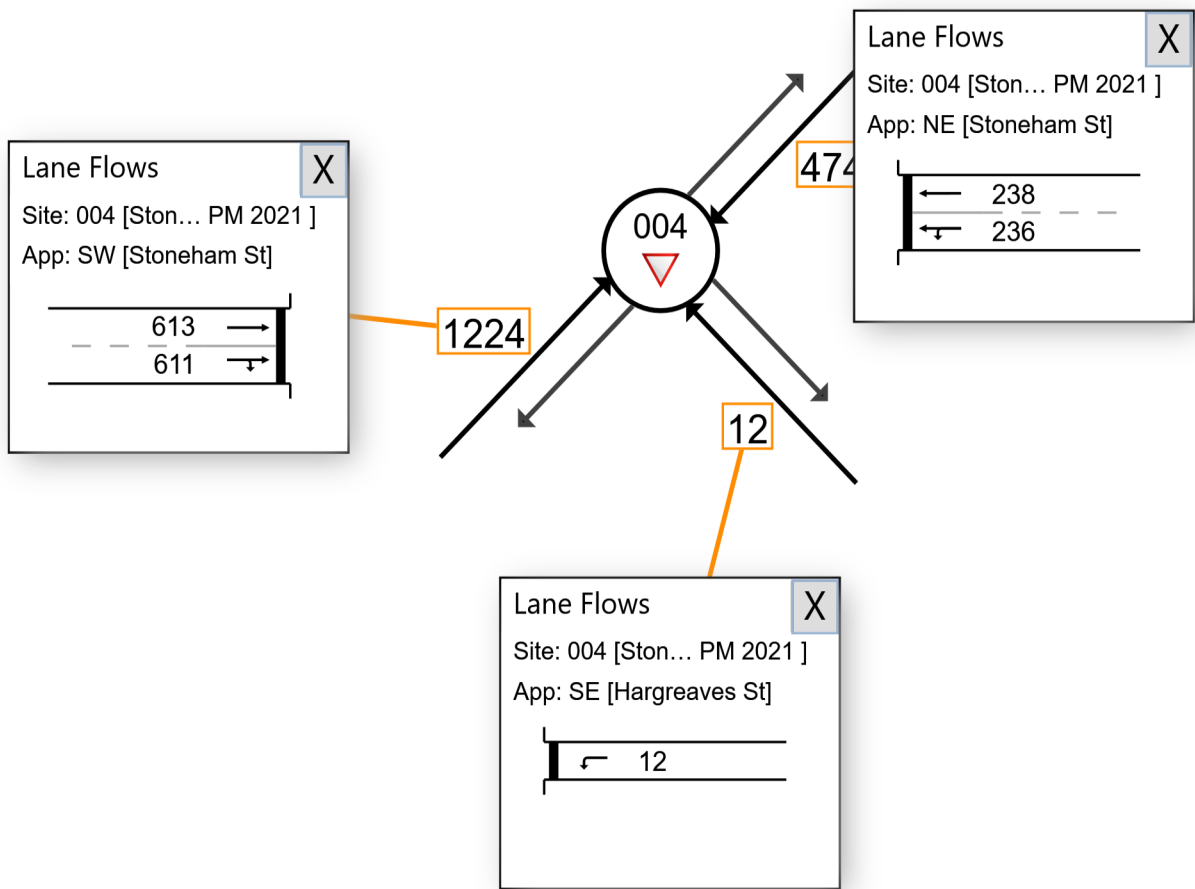 Lane Flows
X
Site: 004 [Ston… PM 2021 ]
App: SW [Stoneham St]
613
611
1224
004
474
12
Lane Flows
X
Site: 004 [Ston… PM 2021 ]
App: NE [Stoneham St]
238
236
Lane Flows
X
Site: 004 [Ston… PM 2021 ]
App: SE [Hargreaves St]
12